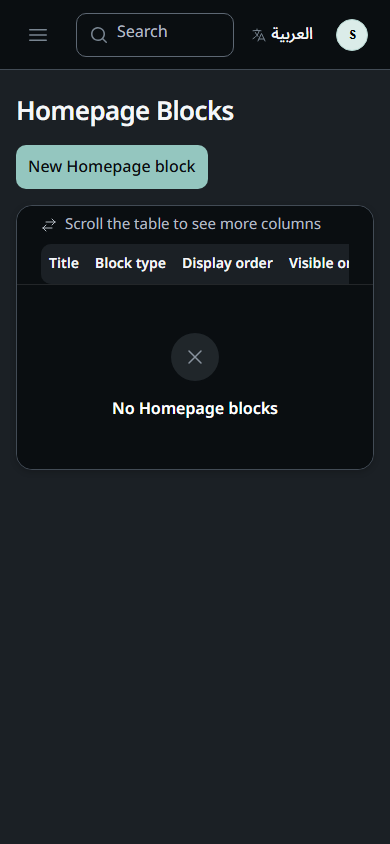 Search
العربية
S
Homepage Blocks
New Homepage block
Scroll the table to see more columns
Title Block type Display order Visible
No Homepage blocks